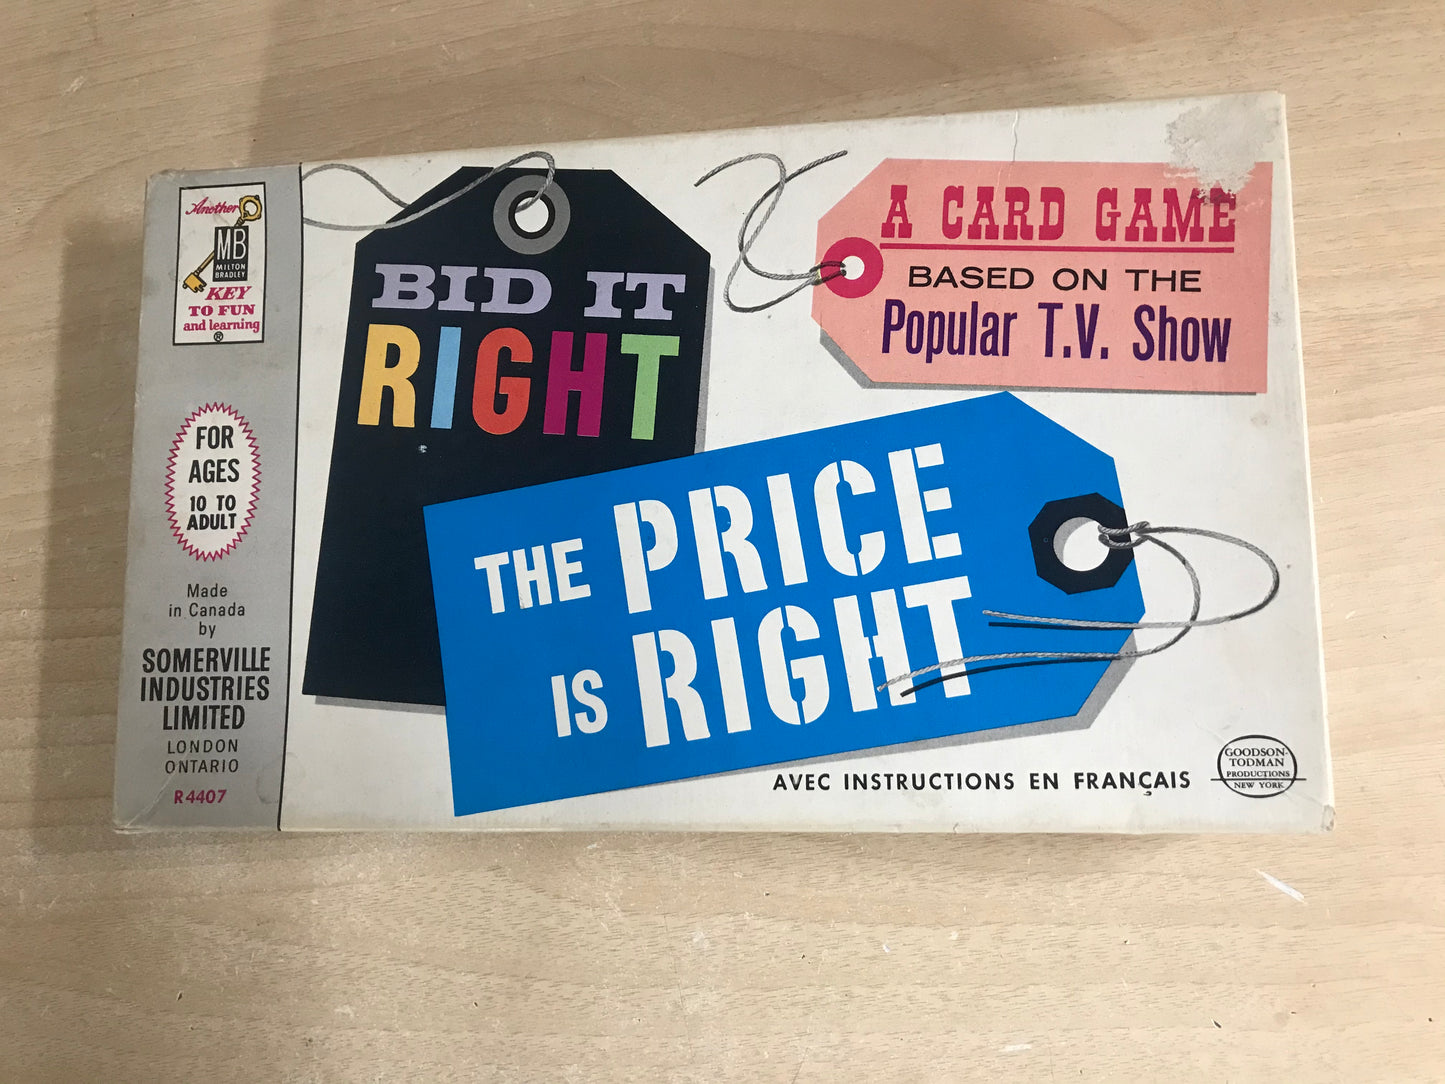 Another
MB
MILTON
BRADLEY
KEY
TO FUN
and learning
®
FOR
AGES
10 TO
ADULT
Made
in Canada
by
SOMERVILLE
INDUSTRIES
LIMITED
LONDON
ONTARIO
R4407
BID IT
RIGHT
A CARD GAME
BASED ON THE
Popular T.V. Show
THE PRICE
IS RIGHT
AVEC INSTRUCTIONS EN FRANÇAIS
GOODSON-
TODMAN
PRODUCTIONS
NEW YORK